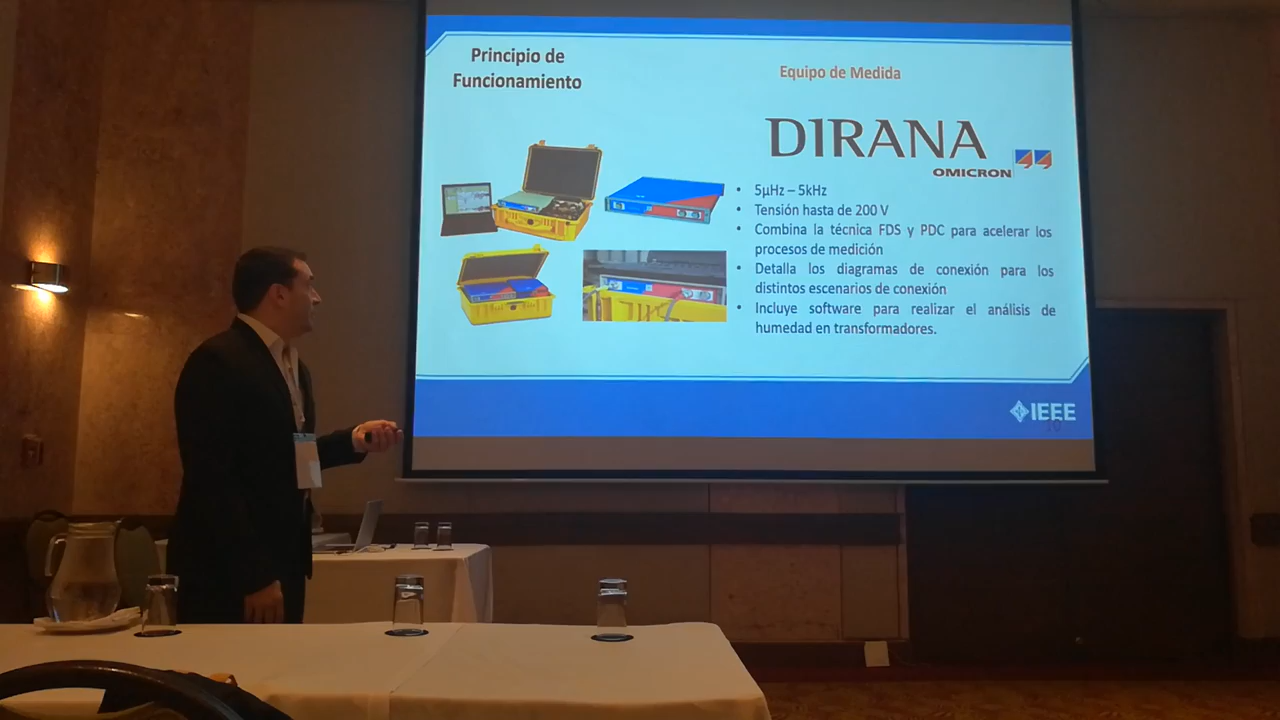 Principio de
Funcionamiento
Equipo de Medida
DIRANA
OMICRON
• 5µHz – 5kHz
• Tensión hasta de 200 V
• Combina la técnica FDS y PDC para acelerar los
procesos de medición
• Detalla los diagramas de conexión para los
distintos escenarios de conexión
• Incluye software para realizar el análisis de
humedad en transformadores.
IEEE